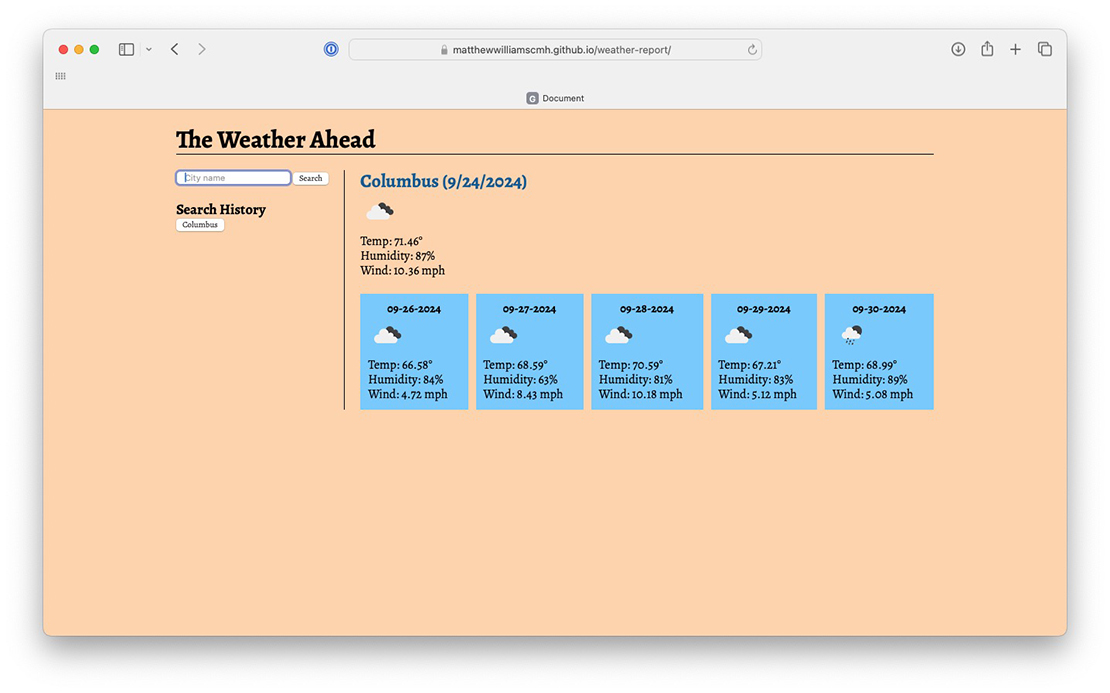 matthewwilliamscmh.github.io/weather-report/
G Document
The Weather Ahead
City name
Search
Search History
Columbus
Columbus (9/24/2024)
Temp: 71.46°
Humidity: 87%
Wind: 10.36 mph
09-26-2024
Temp: 66.58°
Humidity: 84%
Wind: 4.72 mph
09-27-2024
Temp: 68.59°
Humidity: 63%
Wind: 8.43 mph
09-28-2024
Temp: 70.59°
Humidity: 81%
Wind: 10.18 mph
09-29-2024
Temp: 67.21°
Humidity: 83%
Wind: 5.12 mph
09-30-2024
Temp: 68.99°
Humidity: 89%
Wind: 5.08 mph